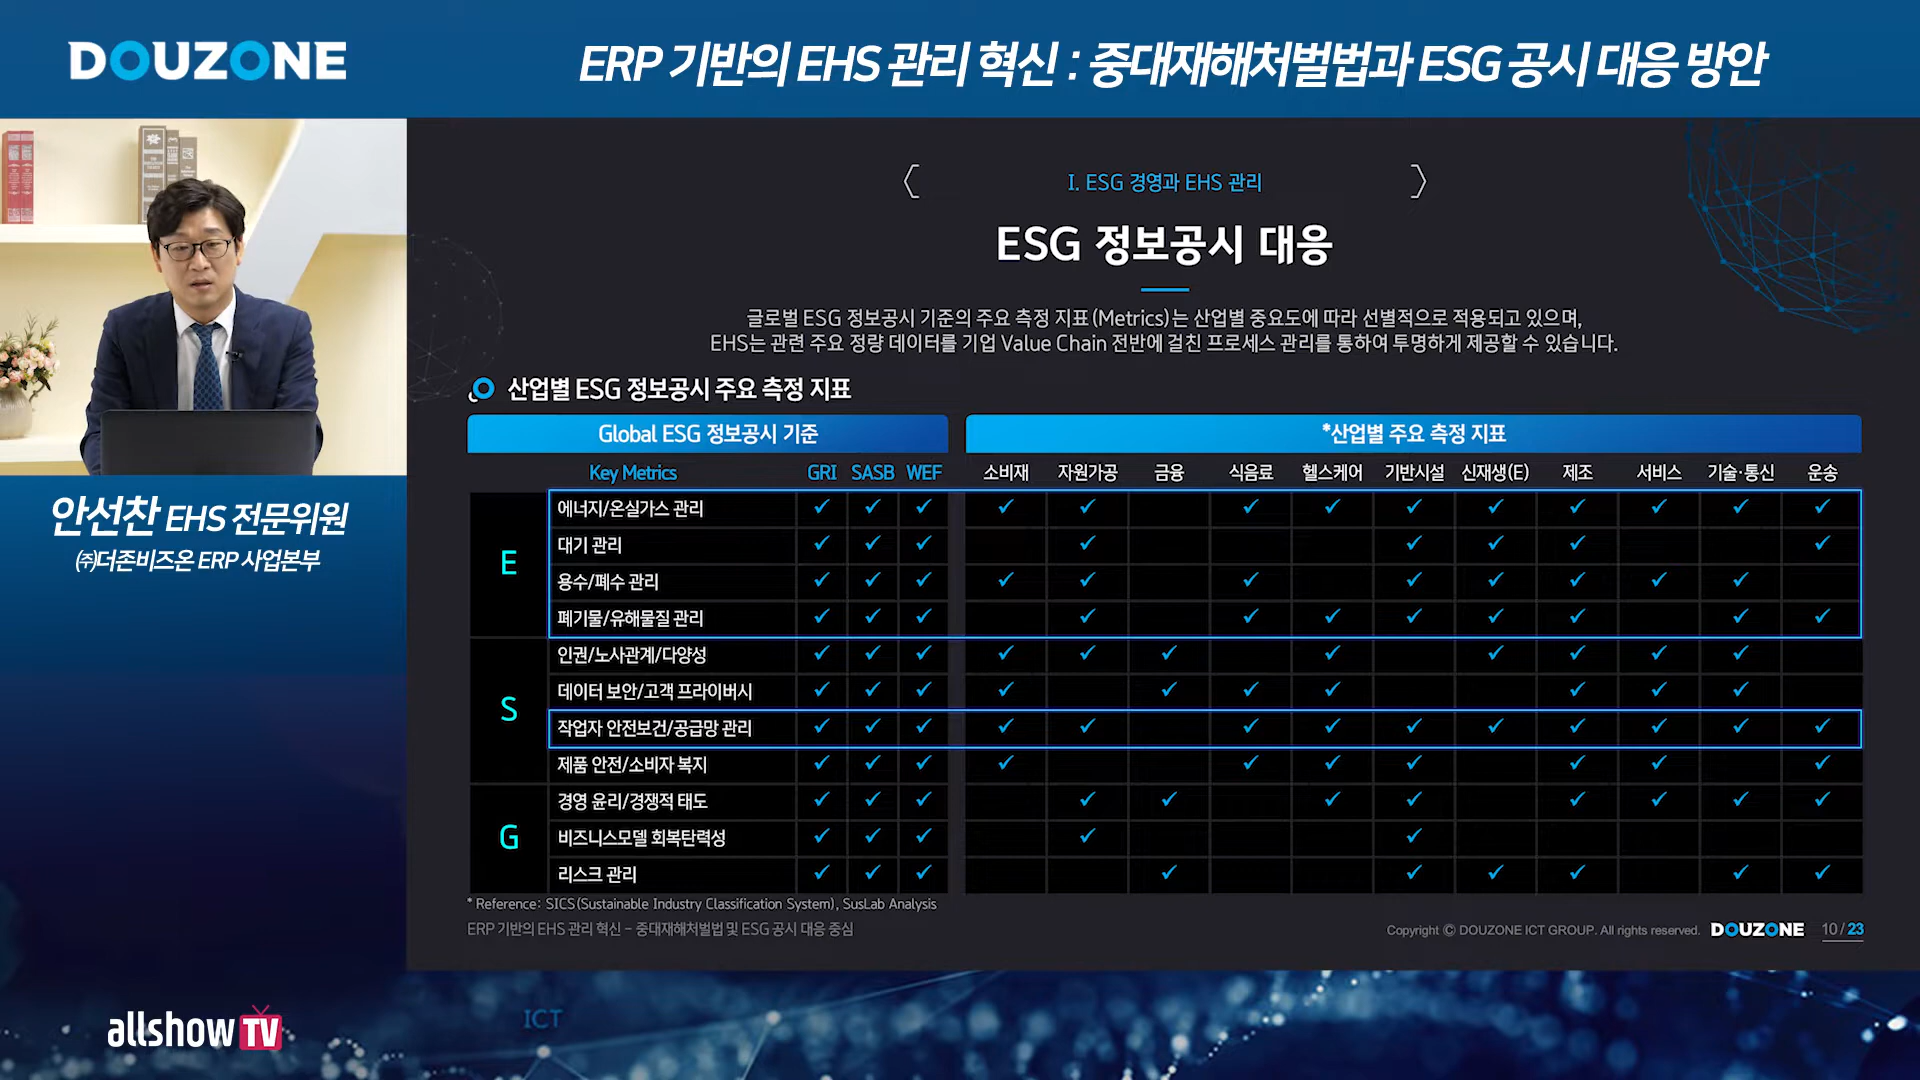 DOUZONE
ERP 기반의 EHS 관리 혁신 : 중대재해처벌법과 ESG 공시 대응 방안
안선찬 EHS 전문위원
㈜더존비즈온 ERP 사업본부
I. ESG 경영과 EHS 관리
ESG 정보공시 대응
글로벌 ESG 정보공시 기준의 주요 측정 지표(Metrics)는 산업별 중요도에 따라 선별적으로 적용되고 있으며,
EHS는 관련 주요 정량 데이터를 기업 Value Chain 전반에 걸친 프로세스 관리를 통하여 투명하게 제공할 수 있습니다.
산업별 ESG 정보공시 주요 측정 지표
Global ESG 정보공시 기준 *산업별 주요 측정 지표
Key Metrics GRI SASB WEF 소비재 자원가공 금융 식음료 헬스케어 기반시설 신재생(E) 제조 서비스 기술·통신 운송
E
에너지/온실가스 관리 ✓ ✓ ✓ ✓ ✓ ✓ ✓ ✓ ✓ ✓ ✓ ✓ ✓
대기 관리 ✓ ✓ ✓ ✓ ✓ ✓ ✓ ✓
용수/폐수 관리 ✓ ✓ ✓ ✓ ✓ ✓ ✓ ✓ ✓ ✓ ✓
폐기물/유해물질 관리 ✓ ✓ ✓ ✓ ✓ ✓ ✓ ✓ ✓ ✓ ✓
S
인권/노사관계/다양성 ✓ ✓ ✓ ✓ ✓ ✓ ✓ ✓ ✓ ✓ ✓
데이터 보안/고객 프라이버시 ✓ ✓ ✓ ✓ ✓ ✓ ✓ ✓ ✓ ✓
작업자 안전보건/공급망 관리 ✓ ✓ ✓ ✓ ✓ ✓ ✓ ✓ ✓ ✓ ✓ ✓ ✓
제품 안전/소비자 복지 ✓ ✓ ✓ ✓ ✓ ✓ ✓ ✓ ✓ ✓
G
경영 윤리/경쟁적 태도 ✓ ✓ ✓ ✓ ✓ ✓ ✓ ✓ ✓ ✓ ✓
비즈니스모델 회복탄력성 ✓ ✓ ✓ ✓ ✓
리스크 관리 ✓ ✓ ✓ ✓ ✓ ✓ ✓ ✓ ✓
* Reference: SICS(Sustainable Industry Classification System), SusLab Analysis
ERP 기반의 EHS 관리 혁신 – 중대재해처벌법 및 ESG 공시 대응 중심
Copyright © DOUZONE ICT GROUP. All rights reserved. DOUZONE 10 / 23
allshow TV
ICT